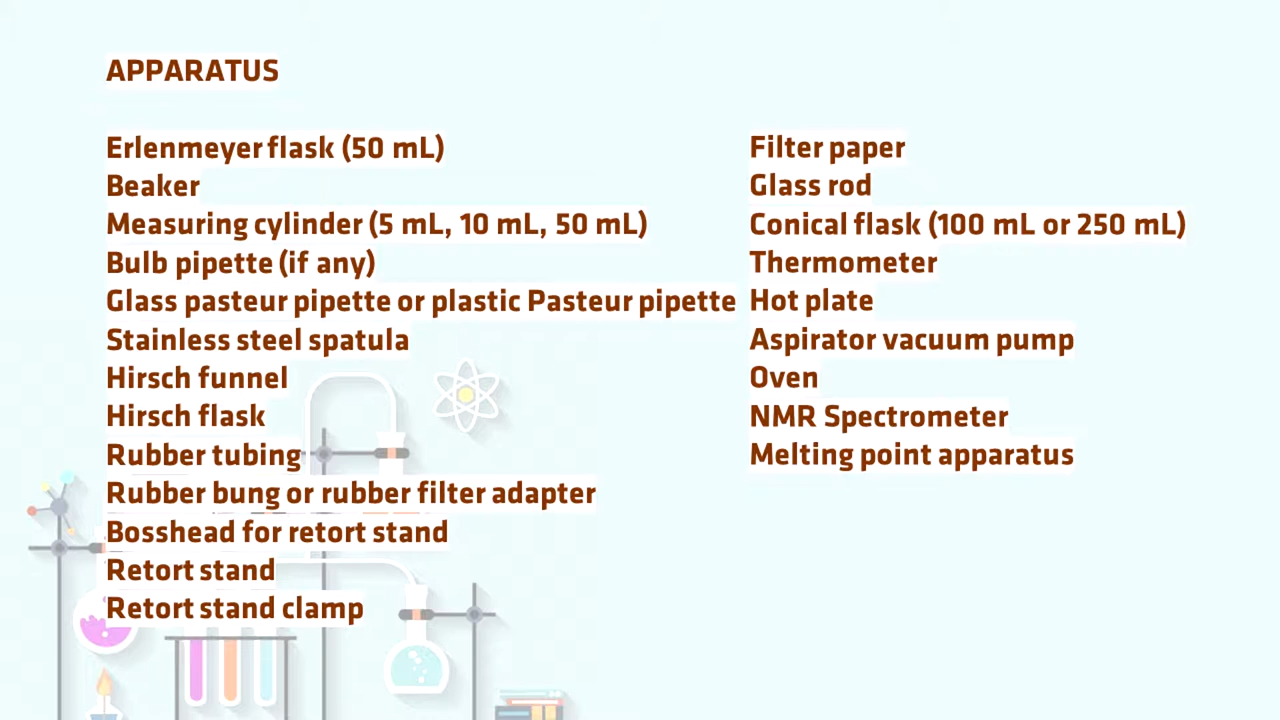 APPARATUS
Erlenmeyer flask (50 mL)
Beaker
Measuring cylinder (5 mL, 10 mL, 50 mL)
Bulb pipette (if any)
Glass pasteur pipette or plastic Pasteur pipette
Stainless steel spatula
Hirsch funnel
Hirsch flask
Rubber tubing
Rubber bung or rubber filter adapter
Bosshead for retort stand
Retort stand
Retort stand clamp
Filter paper
Glass rod
Conical flask (100 mL or 250 mL)
Thermometer
Hot plate
Aspirator vacuum pump
Oven
NMR Spectrometer
Melting point apparatus